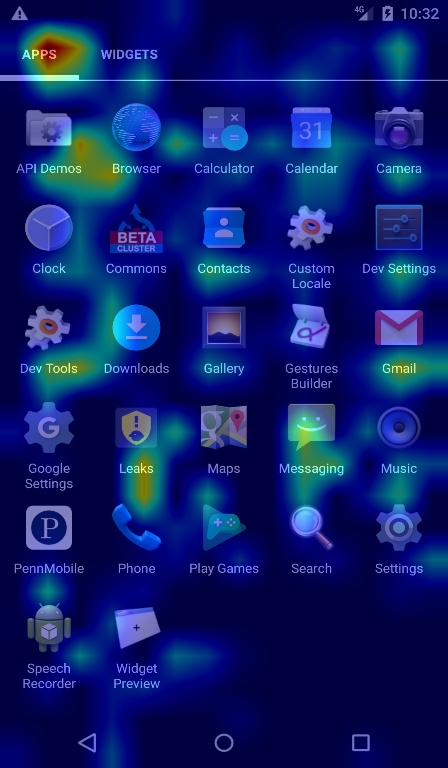 4G 10:32
APPS WIDGETS
31
API Demos Browser Calculator Calendar Camera
BETA
CLUSTER
Clock Commons Contacts Custom Locale Dev Settings
Dev Tools Downloads Gallery Gestures Builder Gmail
G g
Google Settings Leaks Maps Messaging Music
P
PennMobile Phone Play Games Search Settings
Speech Recorder Widget Preview